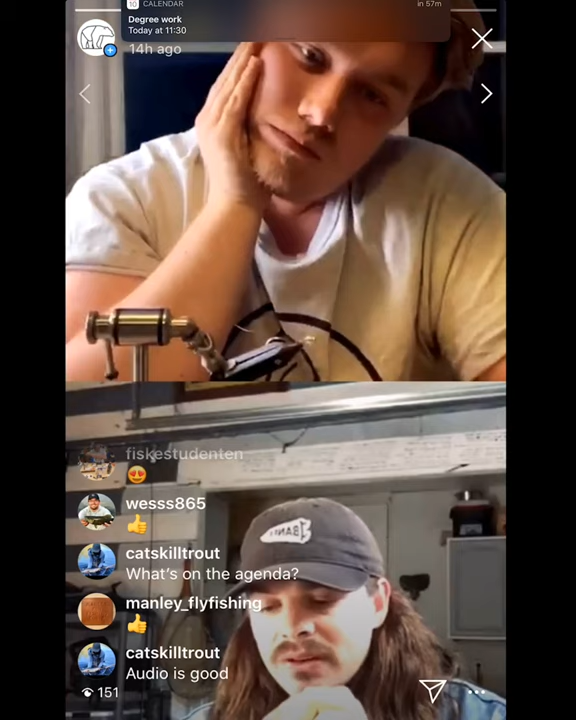 10 CALENDAR
in 57m
Degree work
Today at 11:30
14h ago
fiskestudenten
😍
wesss865
👍
catskilltrout
What's on the agenda?
manley_flyfishing
👍
catskilltrout
Audio is good
151